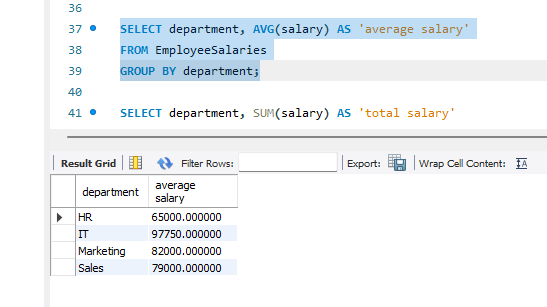 36
37 SELECT department, AVG(salary) AS 'average salary'
38 FROM EmployeeSalaries
39 GROUP BY department;
40
41 SELECT department, SUM(salary) AS 'total salary'
Result Grid Filter Rows: Export: Wrap Cell Content: IA
department average salary
HR 65000.000000
IT 97750.000000
Marketing 82000.000000
Sales 79000.000000